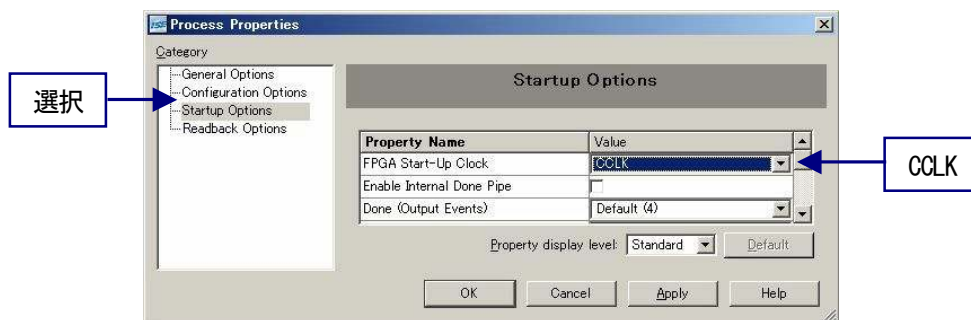 ISE Process Properties
Category
General Options
Configuration Options
Startup Options
Readback Options
選択
Startup Options
Property Name Value
FPGA Start-Up Clock CCLK
Enable Internal Done Pipe
Done (Output Events) Default (4)
CCLK
Property display level: Standard Default
OK Cancel Apply Help